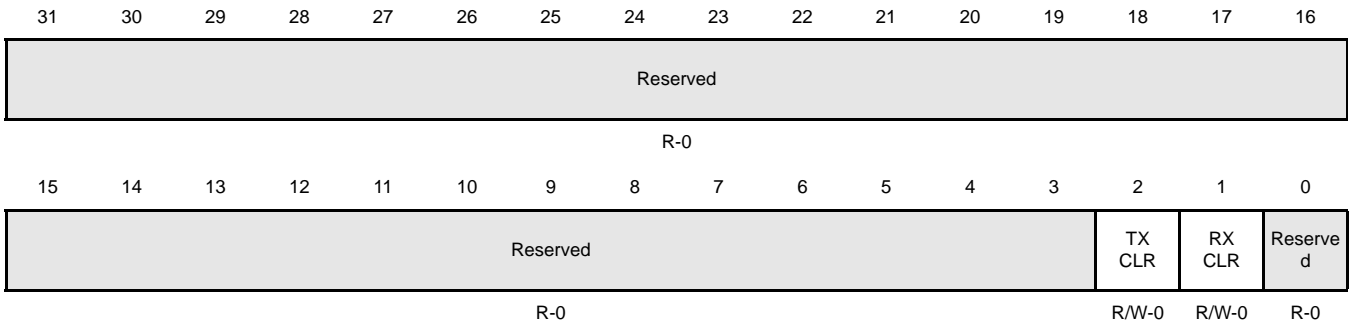 31 30 29 28 27 26 25 24 23 22 21 20 19 18 17 16
Reserved
R-0
15 14 13 12 11 10 9 8 7 6 5 4 3 2 1 0
Reserved TX CLR RX CLR Reserve d
R-0 R/W-0 R/W-0 R-0